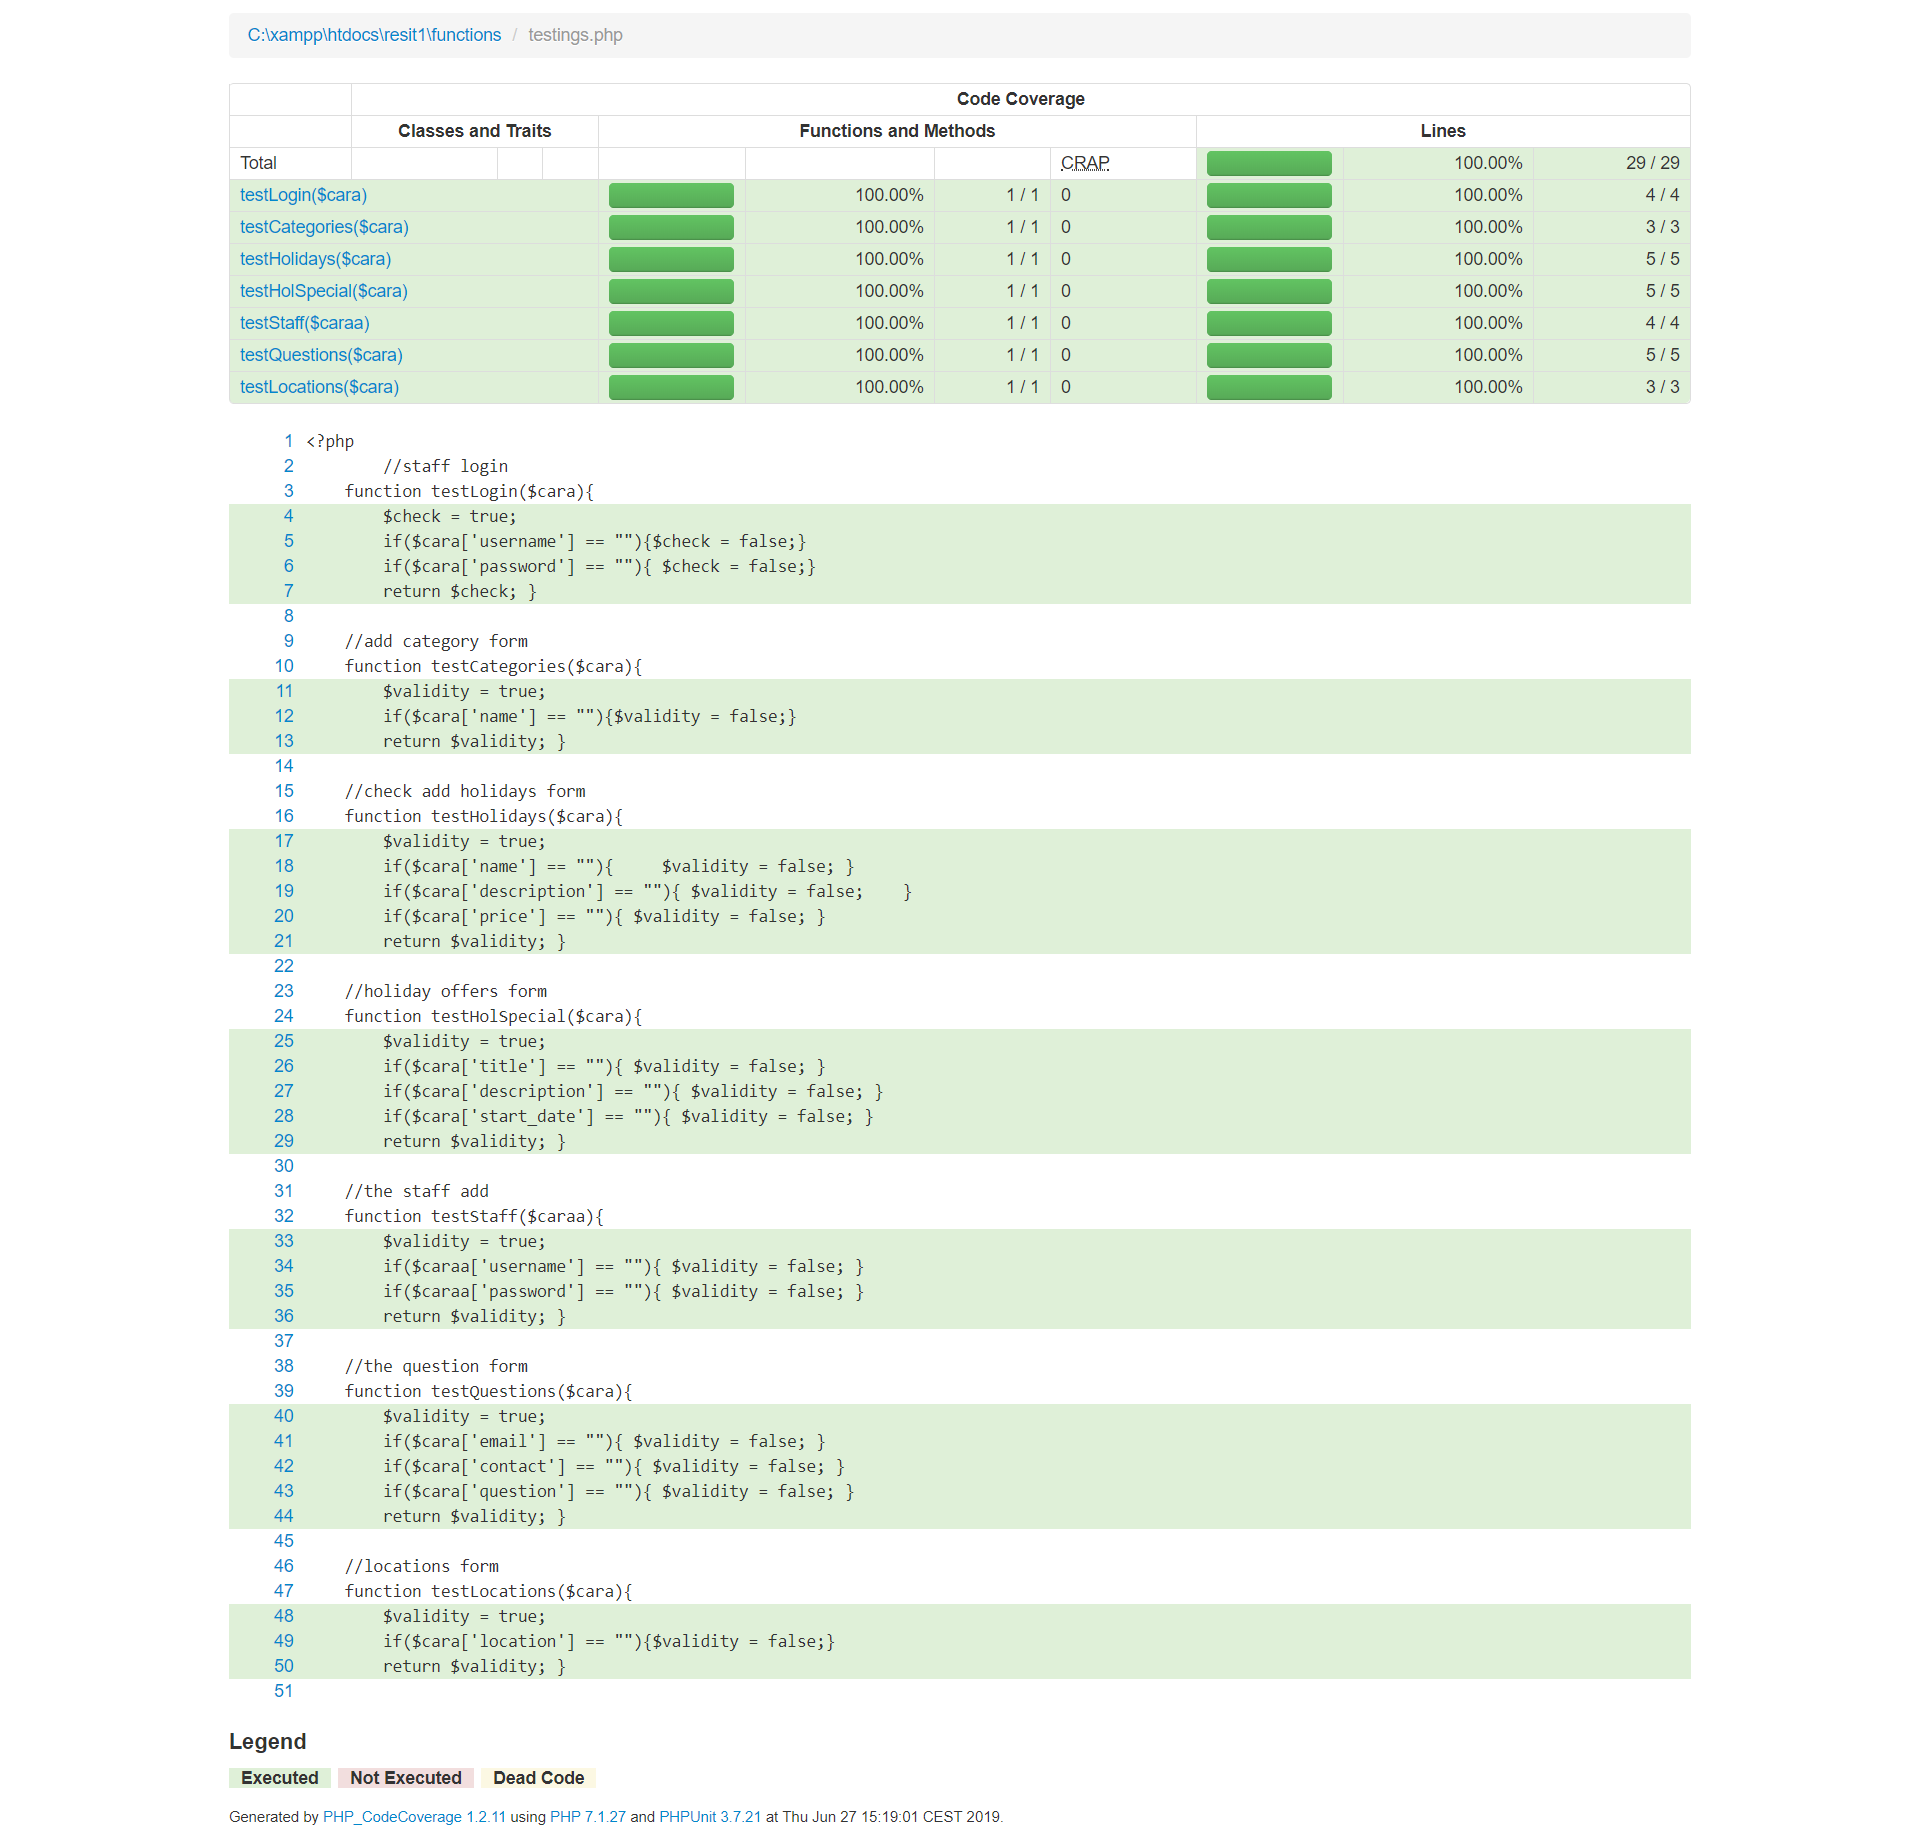 C:\xampp\htdocs\resit1\functions / testings.php
Code Coverage
Classes and Traits Functions and Methods Lines
Total CRAP 100.00% 29 / 29
testLogin($cara) 100.00% 1 / 1 0 100.00% 4 / 4
testCategories($cara) 100.00% 1 / 1 0 100.00% 3 / 3
testHolidays($cara) 100.00% 1 / 1 0 100.00% 5 / 5
testHolSpecial($cara) 100.00% 1 / 1 0 100.00% 5 / 5
testStaff($caraa) 100.00% 1 / 1 0 100.00% 4 / 4
testQuestions($cara) 100.00% 1 / 1 0 100.00% 5 / 5
testLocations($cara) 100.00% 1 / 1 0 100.00% 3 / 3
1 <?php
2         //staff login
3     function testLogin($cara){
4         $check = true;
5         if($cara['username'] == ""){$check = false;}
6         if($cara['password'] == ""){ $check = false;}
7         return $check; }
8
9     //add category form
10     function testCategories($cara){
11         $validity = true;
12         if($cara['name'] == ""){$validity = false;}
13         return $validity; }
14
15     //check add holidays form
16     function testHolidays($cara){
17         $validity = true;
18         if($cara['name'] == ""){     $validity = false; }
19         if($cara['description'] == ""){ $validity = false;    }
20         if($cara['price'] == ""){ $validity = false; }
21         return $validity; }
22
23     //holiday offers form
24     function testHolSpecial($cara){
25         $validity = true;
26         if($cara['title'] == ""){ $validity = false; }
27         if($cara['description'] == ""){ $validity = false; }
28         if($cara['start_date'] == ""){ $validity = false; }
29         return $validity; }
30
31     //the staff add
32     function testStaff($caraa){
33         $validity = true;
34         if($caraa['username'] == ""){ $validity = false; }
35         if($caraa['password'] == ""){ $validity = false; }
36         return $validity; }
37
38     //the question form
39     function testQuestions($cara){
40         $validity = true;
41         if($cara['email'] == ""){ $validity = false; }
42         if($cara['contact'] == ""){ $validity = false; }
43         if($cara['question'] == ""){ $validity = false; }
44         return $validity; }
45
46     //locations form
47     function testLocations($cara){
48         $validity = true;
49         if($cara['location'] == ""){$validity = false;}
50         return $validity; }
51
Legend
Executed Not Executed Dead Code
Generated by PHP_CodeCoverage 1.2.11 using PHP 7.1.27 and PHPUnit 3.7.21 at Thu Jun 27 15:19:01 CEST 2019.